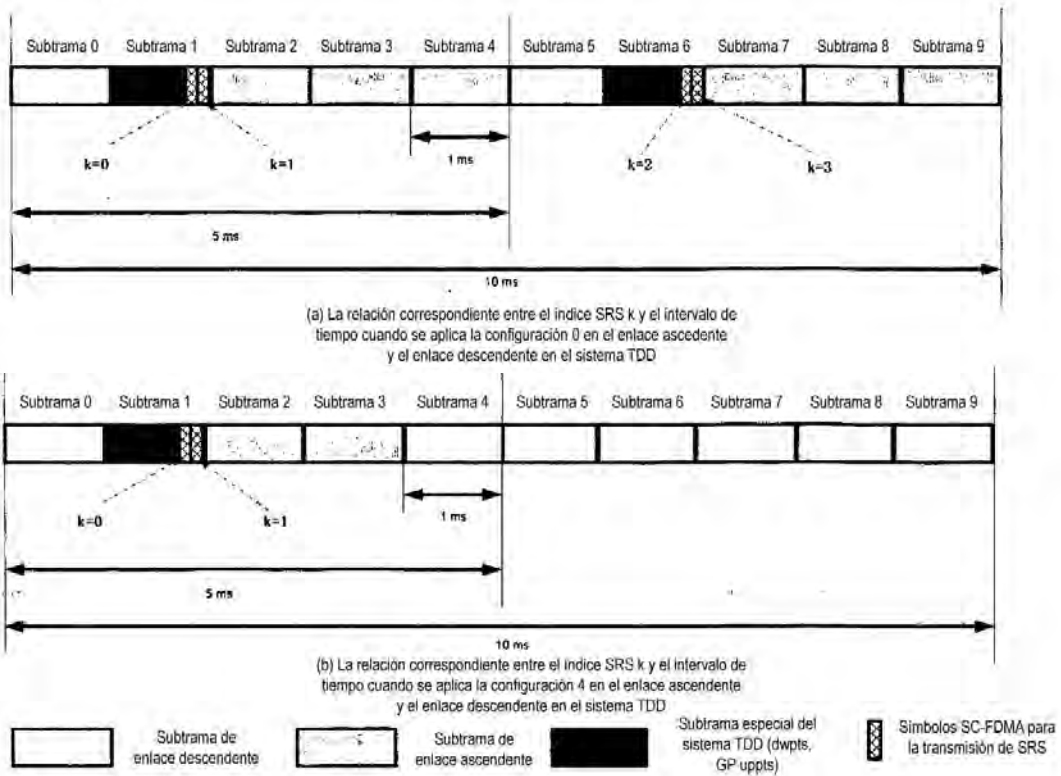 Subtrama 0 Subtrama 1 Subtrama 2 Subtrama 3 Subtrama 4 Subtrama 5 Subtrama 6 Subtrama 7 Subtrama 8 Subtrama 9
k=0 k=1 1 ms k=2 k=3
5 ms
10 ms
(a) La relación correspondiente entre el indice SRS k y el intervalo de
tiempo cuando se aplica la configuración 0 en el enlace ascedente
y el enlace descendente en el sistema TDD
Subtrama 0 Subtrama 1 Subtrama 2 Subtrama 3 Subtrama 4 Subtrama 5 Subtrama 6 Subtrama 7 Subtrama 8 Subtrama 9
k=0 k=1 1 ms
5 ms
10 ms
(b) La relación correspondiente entre el indice SRS k y el intervalo de
tiempo cuando se aplica la configuración 4 en el enlace ascendente
y el enlace descendente en el sistema TDD
Subtrama de
enlace descendente
Subtrama de
enlace ascendente
Subtrama especial del
sistema TDD (dwpts,
GP uppts)
Símbolos SC-FDMA para
la transmisión de SRS